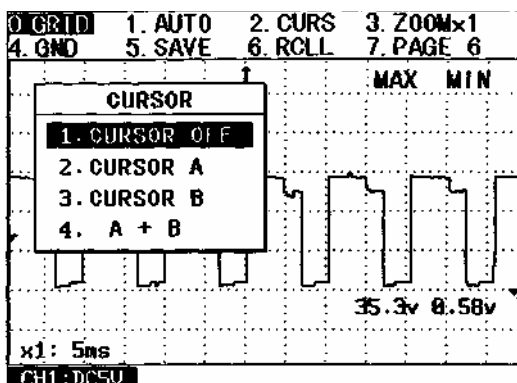 0 GRID 1. AUTO 2. CURS 3. ZOOMx1
4. GND 5. SAVE 6. RCLL 7. PAGE 6
MAX MIN
CURSOR
1. CURSOR OFF
2. CURSOR A
3. CURSOR B
4. A + B
35.3v 0.58v
x1: 5ms
CH1:DC5V